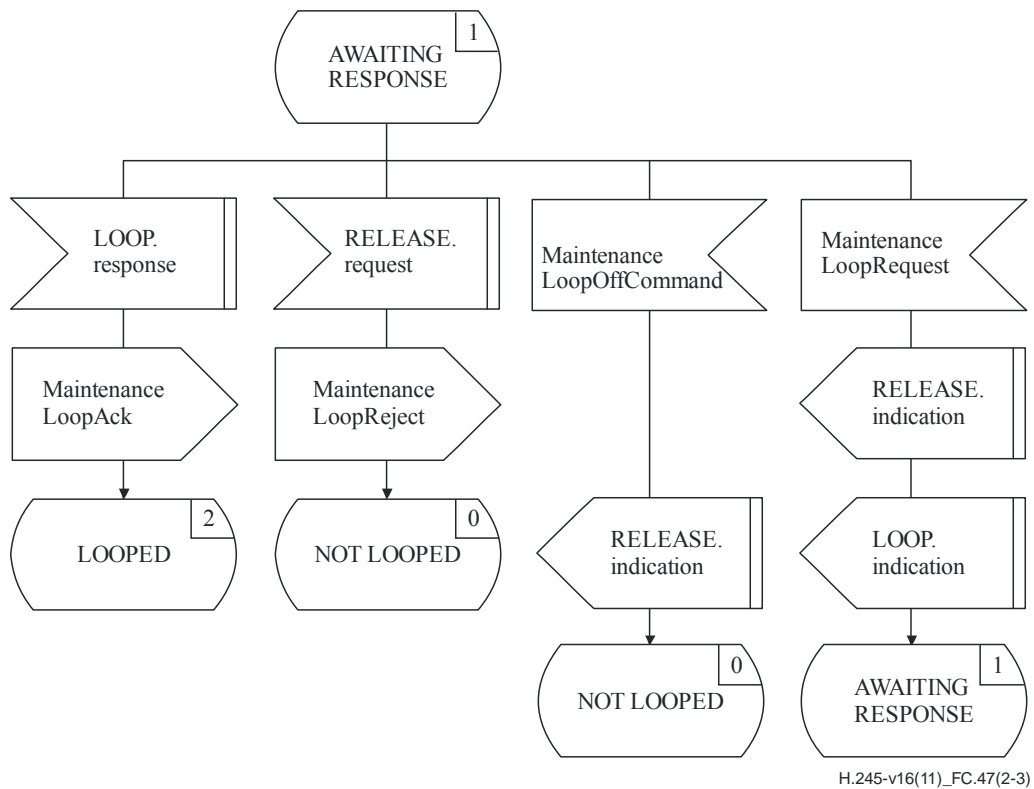 1
AWAITING
RESPONSE
LOOP.
response
RELEASE.
request
Maintenance
LoopOffCommand
Maintenance
LoopRequest
Maintenance
LoopAck
Maintenance
LoopReject
RELEASE.
indication
2
LOOPED
0
NOT LOOPED
RELEASE.
indication
LOOP.
indication
0
NOT LOOPED
1
AWAITING
RESPONSE
H.245-v16(11)_FC.47(2-3)